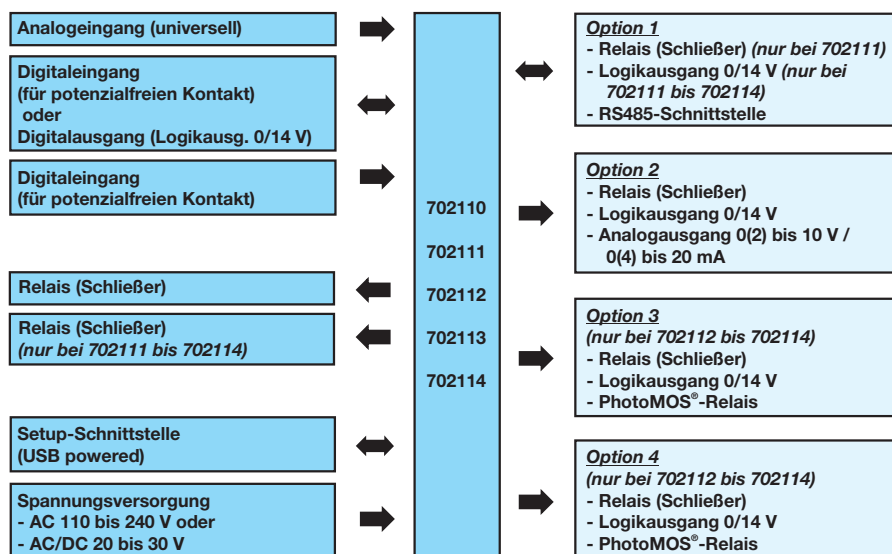 Analogeingang (universell)
Digitaleingang
(für potenzialfreien Kontakt)
oder
Digitalausgang (Logikausg. 0/14 V)
Digitaleingang
(für potenzialfreien Kontakt)
Relais (Schließer)
Relais (Schließer)
(nur bei 702111 bis 702114)
Setup-Schnittstelle
(USB powered)
Spannungsversorgung
- AC 110 bis 240 V oder
- AC/DC 20 bis 30 V
702110
702111
702112
702113
702114
Option 1
- Relais (Schließer) (nur bei 702111)
- Logikausgang 0/14 V (nur bei
702111 bis 702114)
- RS485-Schnittstelle
Option 2
- Relais (Schließer)
- Logikausgang 0/14 V
- Analogausgang 0(2) bis 10 V /
0(4) bis 20 mA
Option 3
(nur bei 702112 bis 702114)
- Relais (Schließer)
- Logikausgang 0/14 V
- PhotoMOS®-Relais
Option 4
(nur bei 702112 bis 702114)
- Relais (Schließer)
- Logikausgang 0/14 V
- PhotoMOS®-Relais